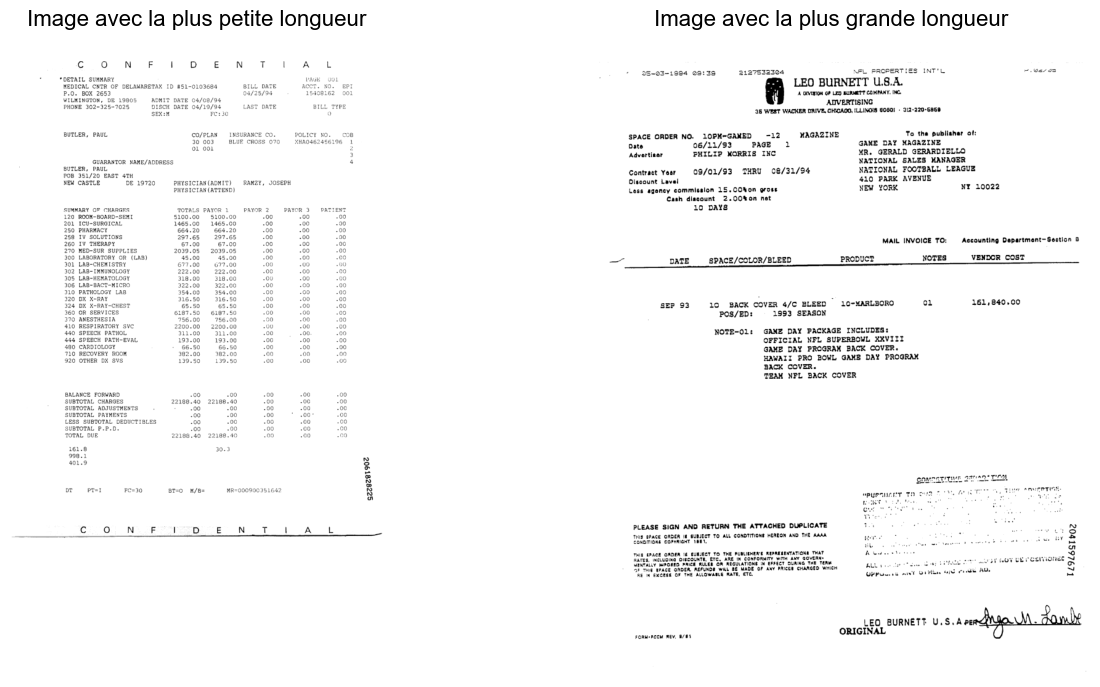 Image avec la plus petite longueur
C O N F I D E N T I A L
*DETAIL SUMMARY PAGE 001
MEDICAL CNTR OF DELAWARETAX ID #51-0103684 BILL DATE ACCT. NO. EPI
P.O. BOX 2653 04/25/94 15408162 001
WILMINGTON, DE 19805 ADMIT DATE 04/08/94
PHONE 302-325-7025 DISCH DATE 04/19/94 LAST DATE BILL TYPE
SEX:M FC:30
BUTLER, PAUL CO/PLAN INSURANCE CO. POLICY NO. COB
30 003 BLUE CROSS 070 XHA0462456196 1
01 001 2
3
GUARANTOR NAME/ADDRESS 4
BUTLER, PAUL
POB 351/20 EAST 4TH
NEW CASTLE DE 19720 PHYSICIAN(ADMIT) RAMZY, JOSEPH
PHYSICIAN(ATTEND)
SUMMARY OF CHARGES TOTALS PAYOR 1 PAYOR 2 PAYOR 3 PATIENT
120 ROOM-BOARD-SEMI 5100.00 5100.00 .00 .00 .00
201 ICU-SURGICAL 1465.00 1465.00 .00 .00 .00
250 PHARMACY 664.20 664.20 .00 .00 .00
258 IV SOLUTIONS 297.65 297.65 .00 .00 .00
260 IV THERAPY 67.00 67.00 .00 .00 .00
270 MED-SUR SUPPLIES 2039.05 2039.05 .00 .00 .00
300 LABORATORY OR (LAB) 45.00 45.00 .00 .00 .00
301 LAB-CHEMISTRY 677.00 677.00 .00 .00 .00
302 LAB-IMMUNOLOGY 222.00 222.00 .00 .00 .00
305 LAB-HEMATOLOGY 318.00 318.00 .00 .00 .00
306 LAB-BACT-MICRO 322.00 322.00 .00 .00 .00
310 PATHOLOGY LAB 354.00 354.00 .00 .00 .00
320 DX X-RAY 316.50 316.50 .00 .00 .00
324 DX X-RAY-CHEST 65.50 65.50 .00 .00 .00
360 OR SERVICES 6187.50 6187.50 .00 .00 .00
370 ANESTHESIA 756.00 756.00 .00 .00 .00
410 RESPIRATORY SVC 2200.00 2200.00 .00 .00 .00
440 SPEECH PATHOL 311.00 311.00 .00 .00 .00
444 SPEECH PATH-EVAL 193.00 193.00 .00 .00 .00
480 CARDIOLOGY 66.50 66.50 .00 .00 .00
710 RECOVERY ROOM 382.00 382.00 .00 .00 .00
920 OTHER DX SVS 139.50 139.50 .00 .00 .00
BALANCE FORWARD .00 .00 .00 .00 .00
SUBTOTAL CHARGES 22188.40 22188.40 .00 .00 .00
SUBTOTAL ADJUSTMENTS .00 .00 .00 .00 .00
SUBTOTAL PAYMENTS .00 .00 .00 .00 .00
LESS SUBTOTAL DEDUCTIBLES .00 .00 .00 .00 .00
SUBTOTAL P.P.D. .00 .00 .00 .00 .00
TOTAL DUE 22188.40 22188.40 .00 .00 .00
161.8 30.3
998.1
401.9
DT PT=I FC=30 BT=0 M/B= MR-000900351642
2061828225
C O N F I D E N T I A L
Image avec la plus grande longueur
05-03-1994 09:39 2127532304 NFL PROPERTIES INT'L
LEO BURNETT U.S.A.
A DIVISION OF LEO BURNETT COMPANY, INC.
ADVERTISING
35 WEST WACKER DRIVE, CHICAGO, ILLINOIS 60601 · 312-220-5959
SPACE ORDER NO. 10PM-GAMED -12 MAGAZINE
Date 06/11/93 PAGE 1
Advertiser PHILIP MORRIS INC
Contract Year 09/01/93 THRU 08/31/94
Discount Level
Less agency commission 15.00% on gross
Cash discount 2.00% on net
10 DAYS
To the publisher of:
GAME DAY MAGAZINE
MR. GERALD GERARDIELLO
NATIONAL SALES MANAGER
NATIONAL FOOTBALL LEAGUE
410 PARK AVENUE
NEW YORK NY 10022
MAIL INVOICE TO: Accounting Department-Section 9
DATE SPACE/COLOR/BLEED PRODUCT NOTES VENDOR COST
SEP 93 10 BACK COVER 4/C BLEED 10-MARLBORO 01 161,840.00
POS/ED: 1993 SEASON
NOTE-01: GAME DAY PACKAGE INCLUDES:
OFFICIAL NFL SUPERBOWL XXVIII
GAME DAY PROGRAM BACK COVER.
HAWAII PRO BOWL GAME DAY PROGRAM
BACK COVER.
TEAM NFL BACK COVER
COMPETITIVE SEPARATION
"PURSUANT TO OUR
PLEASE SIGN AND RETURN THE ATTACHED DUPLICATE
THIS SPACE ORDER IS SUBJECT TO ALL CONDITIONS HEREON AND THE AAAA
CONDITIONS COPYRIGHT
THIS SPACE ORDER IS SUBJECT TO THE PUBLISHER'S REPRESENTATIONS THAT
RATES, INCLUDING DISCOUNTS, ETC., ARE IN CONFORMITY WITH ANY GOVERN-
MENTALLY IMPOSED PRICE RULES OR REGULATIONS IN EFFECT DURING THE TERM
OF THIS SPACE ORDER. REFUNDS WILL BE MADE OF ANY PRICES CHARGED WHICH
IS IN EXCESS OF THE ALLOWABLE RATE, ETC.
2041597671
LEO BURNETT U.S.A PER
ORIGINAL
FORM-PCCM REV. 8/91